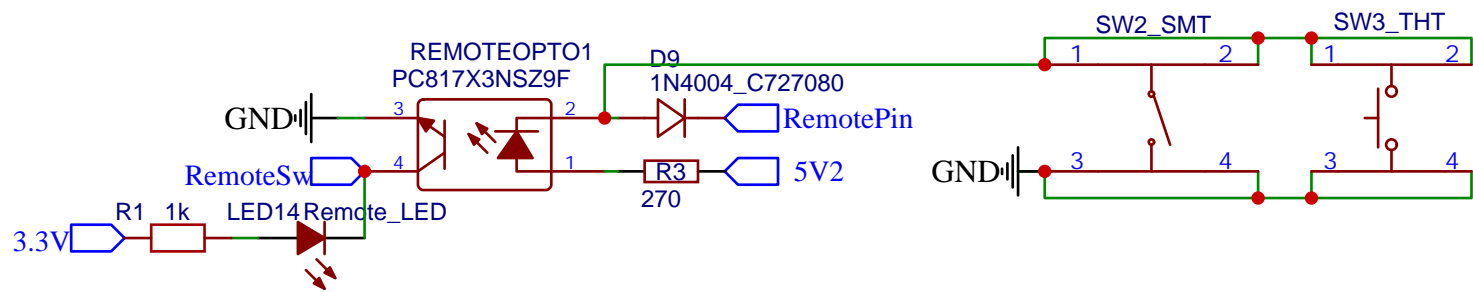 SW2_SMT
SW3_THT
1
2
1
2
REMOTEOPTO1
PC817X3NSZ9F
D9
1N4004_C727080
GND
3
2
RemotePin
RemoteSw
4
1
R3
270
5V2
GND
3
4
3
4
R1
1k
LED14
Remote_LED
3.3V